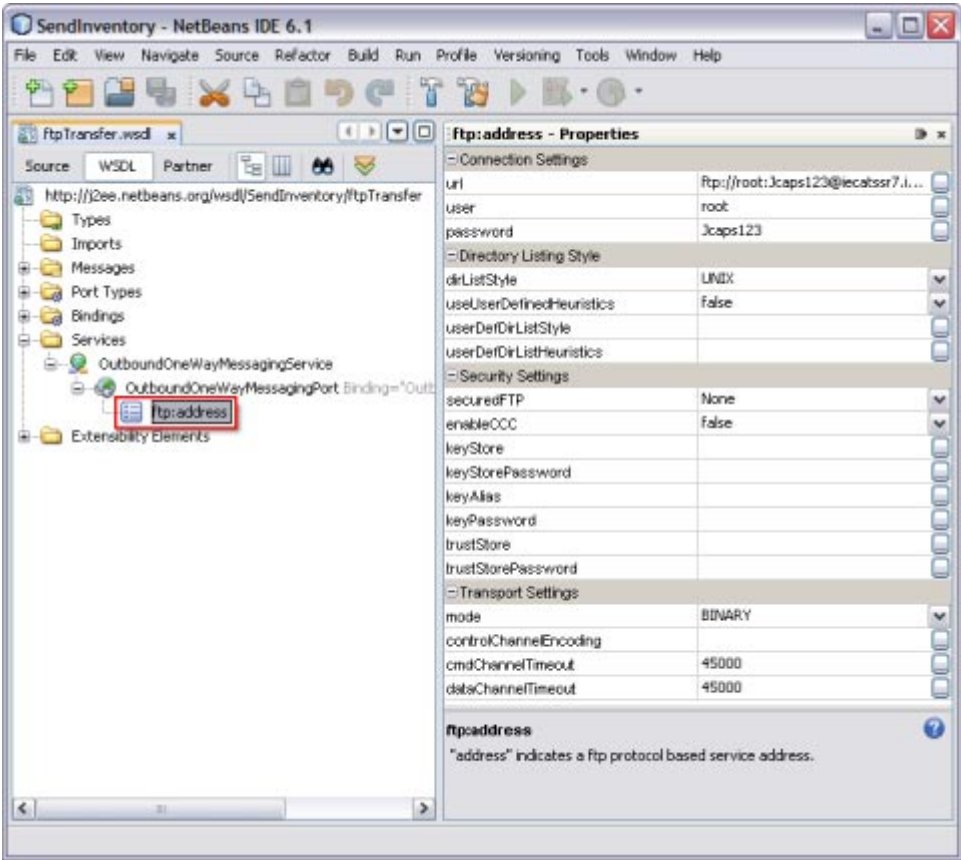 SendInventory - NetBeans IDE 6.1
File Edit View Navigate Source Refactor Build Run Profile Versioning Tools Window Help
ftpTransfer.wsdl
Source WSDL Partner
http://j2ee.netbeans.org/wsdl/SendInventory/ftpTransfer
Types
Imports
Messages
Port Types
Bindings
Services
OutboundOneWayMessagingService
OutboundOneWayMessagingPort Binding="Outb
ftp:address
Extensibility Elements
ftp:address - Properties
Connection Settings
url ftp://root:Jcaps123@iecatssr7.i...
user root
password Jcaps123
Directory Listing Style
dirListStyle UNIX
useUserDefinedHeuristics false
userDefDirListStyle
userDefDirListHeuristics
Security Settings
securedFTP None
enableCCC false
keyStore
keyStorePassword
keyAlias
keyPassword
trustStore
trustStorePassword
Transport Settings
mode BINARY
controlChannelEncoding
cmdChannelTimeout 45000
dataChannelTimeout 45000
ftp:address
"address" indicates a ftp protocol based service address.